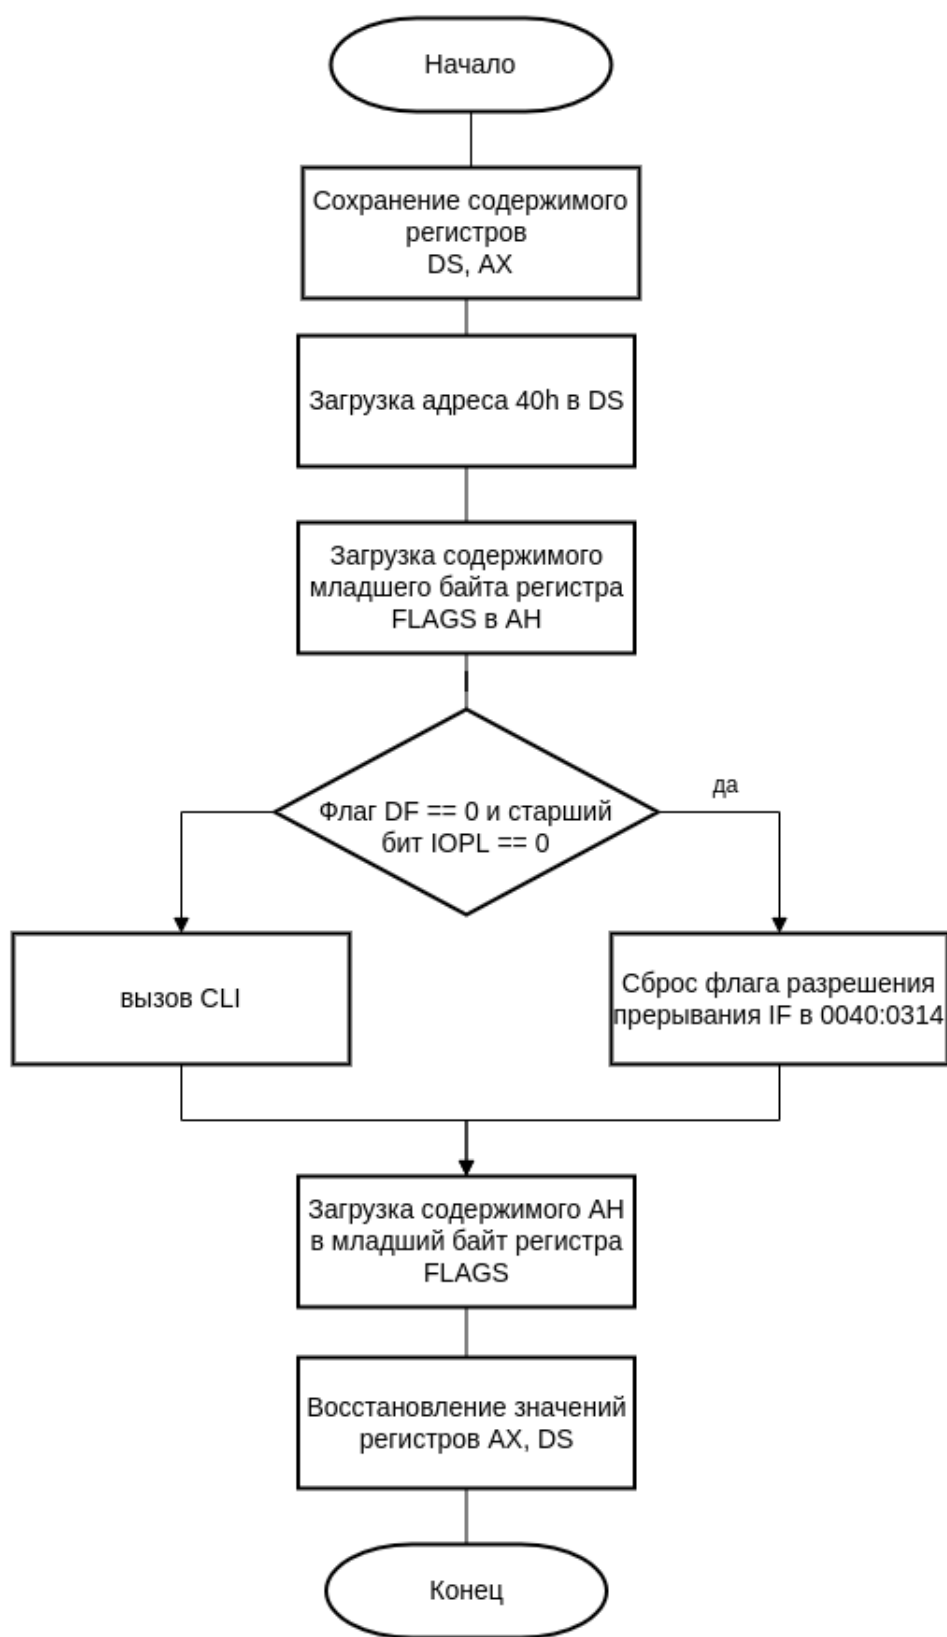 Начало
Сохранение содержимого
регистров
DS, AX
Загрузка адреса 40h в DS
Загрузка содержимого
младшего байта регистра
FLAGS в AH
да
Флаг DF == 0 и старший
бит IOPL == 0
вызов CLI
Сброс флага разрешения
прерывания IF в 0040:0314
Загрузка содержимого AH
в младший байт регистра
FLAGS
Восстановление значений
регистров AX, DS
Конец